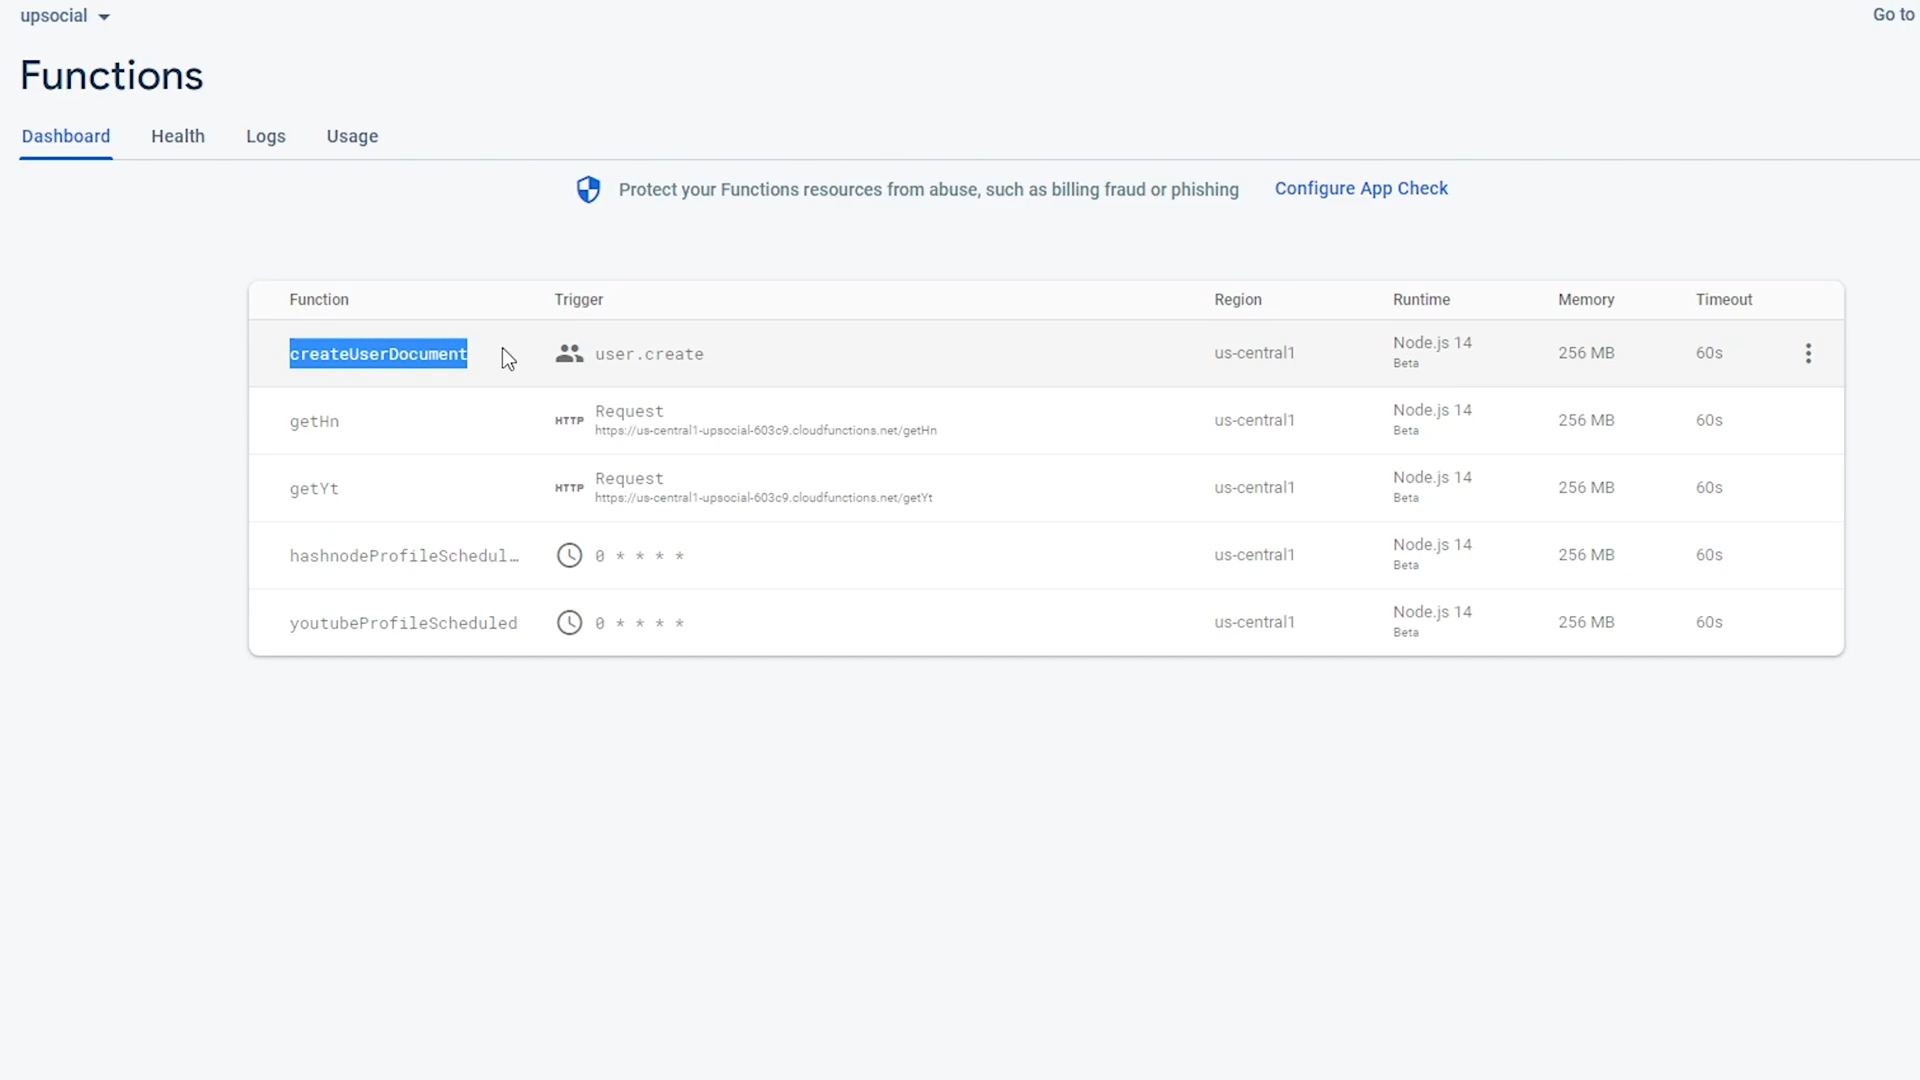 upsocial
Go to
Functions
Dashboard Health Logs Usage
Protect your Functions resources from abuse, such as billing fraud or phishing Configure App Check
Function Trigger Region Runtime Memory Timeout
createUserDocument user.create us-central1 Node.js 14 256 MB 60s
Beta
getHn HTTP Request us-central1 Node.js 14 256 MB 60s
https://us-central1-upsocial-603c9.cloudfunctions.net/getHn Beta
getYt HTTP Request us-central1 Node.js 14 256 MB 60s
https://us-central1-upsocial-603c9.cloudfunctions.net/getYt Beta
hashnodeProfileSchedul… 0 * * * * us-central1 Node.js 14 256 MB 60s
Beta
youtubeProfileScheduled 0 * * * * us-central1 Node.js 14 256 MB 60s
Beta